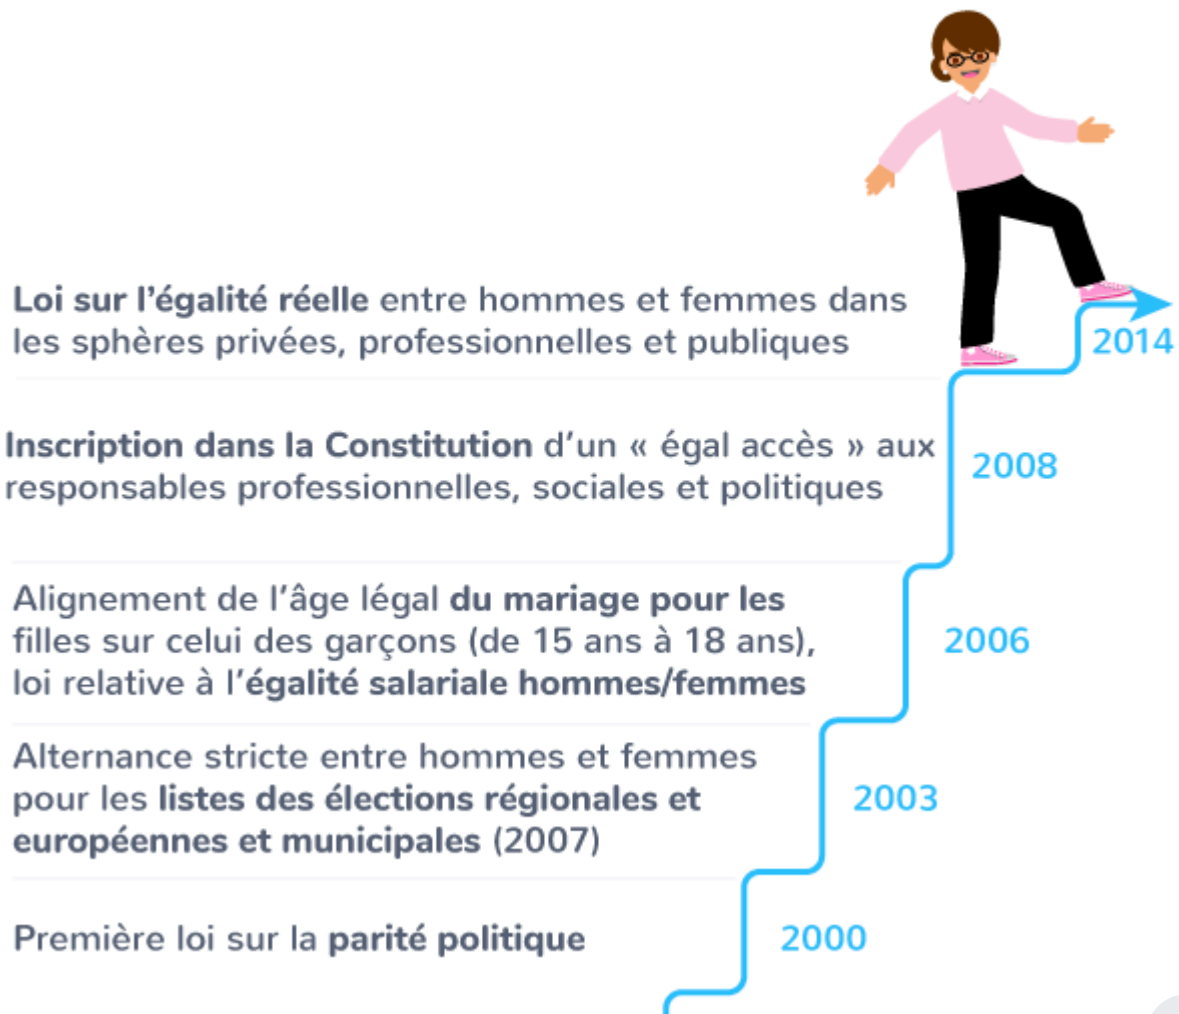 Loi sur l’égalité réelle entre hommes et femmes dans
les sphères privées, professionnelles et publiques
2014
Inscription dans la Constitution d’un « égal accès » aux
responsables professionnelles, sociales et politiques
2008
Alignement de l’âge légal du mariage pour les
filles sur celui des garçons (de 15 ans à 18 ans),
loi relative à l’égalité salariale hommes/femmes
2006
Alternance stricte entre hommes et femmes
pour les listes des élections régionales et
européennes et municipales (2007)
2003
Première loi sur la parité politique
2000